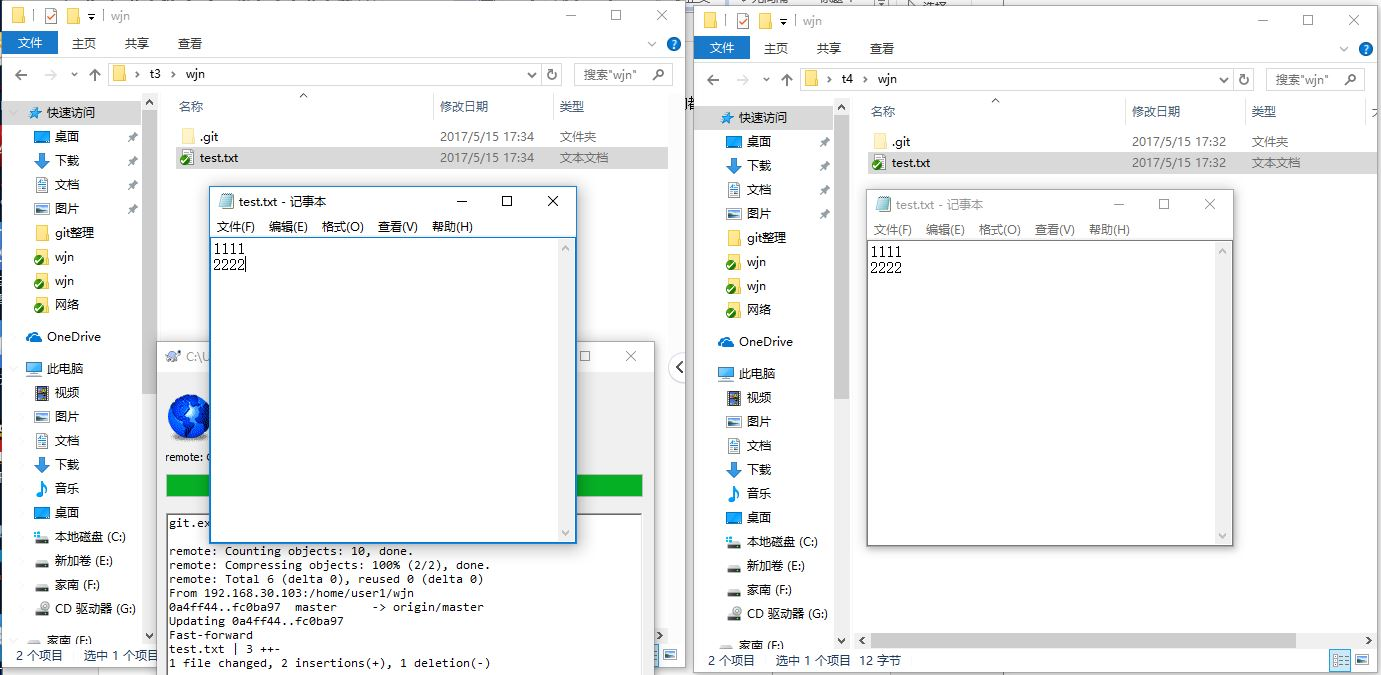 wjn
文件 主页 共享 查看
t3 wjn
搜索"wjn"
名称 修改日期 类型
.git 2017/5/15 17:34 文件夹
test.txt 2017/5/15 17:34 文本文档
快速访问
桌面
下载
文档
图片
git整理
wjn
wjn
网络
OneDrive
此电脑
视频
图片
文档
下载
音乐
桌面
本地磁盘 (C:)
新加卷 (E:)
家南 (F:)
CD 驱动器 (G:)
家南 (F:)
2 个项目 选中 1 个项目
test.txt - 记事本
文件(F) 编辑(E) 格式(O) 查看(V) 帮助(H)
1111
2222
remote:
remote: Counting objects: 10, done.
remote: Compressing objects: 100% (2/2), done.
remote: Total 6 (delta 0), reused 0 (delta 0)
From 192.168.30.103:/home/user1/wjn
0a4ff44..fc0ba97 master -> origin/master
Updating 0a4ff44..fc0ba97
Fast-forward
test.txt | 3 ++-
1 file changed, 2 insertions(+), 1 deletion(-)
wjn
文件 主页 共享 查看
t4 wjn
搜索"wjn"
名称 修改日期 类型
.git 2017/5/15 17:32 文件夹
test.txt 2017/5/15 17:32 文本文档
快速访问
桌面
下载
文档
图片
git整理
wjn
wjn
网络
OneDrive
此电脑
视频
图片
文档
下载
音乐
桌面
本地磁盘 (C:)
新加卷 (E:)
家南 (F:)
CD 驱动器 (G:)
家南 (F:)
2 个项目 选中 1 个项目 12 字节
test.txt - 记事本
文件(F) 编辑(E) 格式(O) 查看(V) 帮助(H)
1111
2222